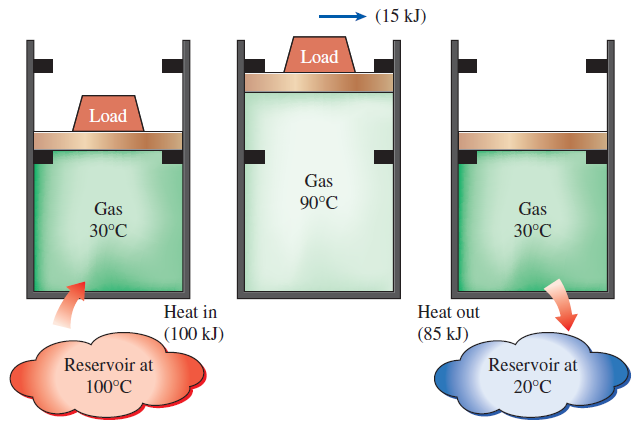 (15 kJ)
Load
Load
Gas
30°C
Gas
90°C
Gas
30°C
Heat in
(100 kJ)
Heat out
(85 kJ)
Reservoir at
100°C
Reservoir at
20°C